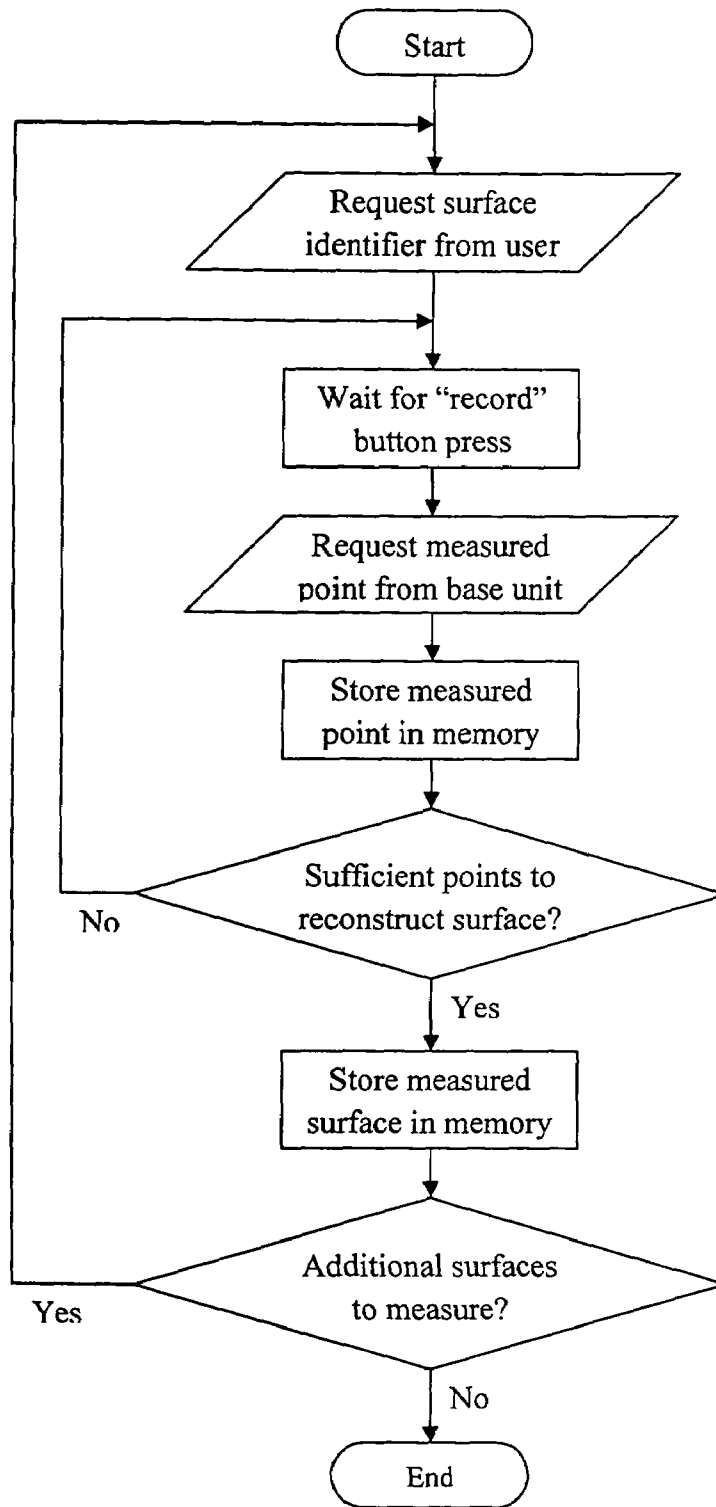 Start
Request surface
identifier from user
Wait for “record”
button press
Request measured
point from base unit
Store measured
point in memory
Sufficient points to
reconstruct surface?
No
Yes
Store measured
surface in memory
Additional surfaces
to measure?
Yes
No
End